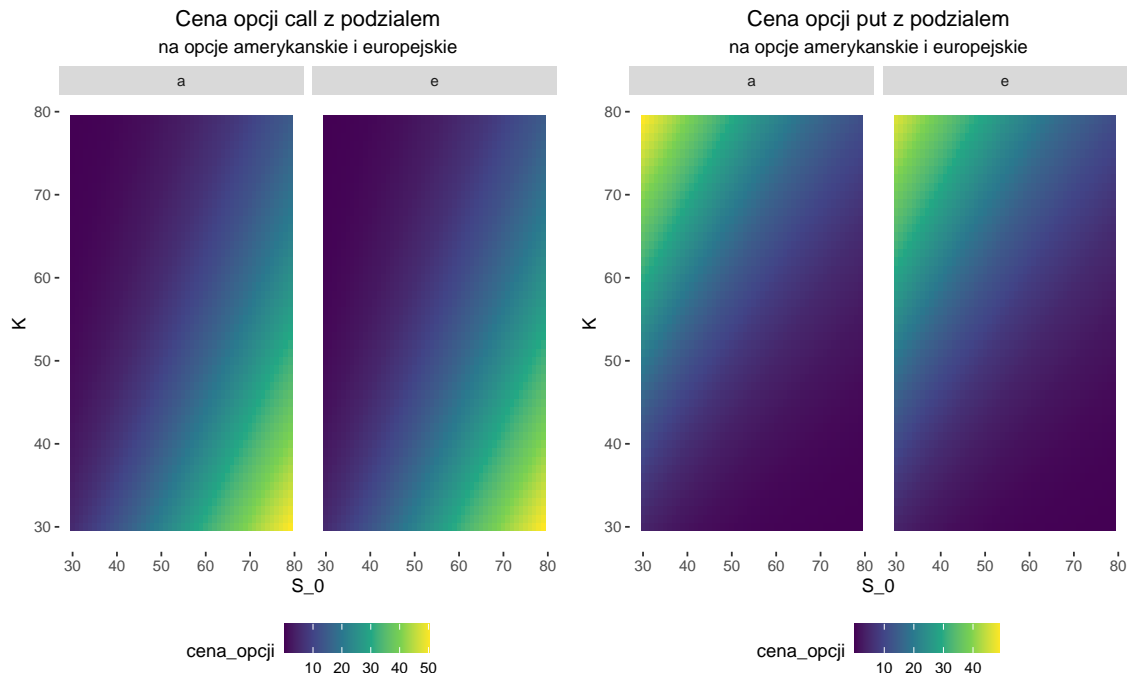 Cena opcji call z podzialem
na opcje amerykanskie i europejskie
a
e
80
70
60
50
40
30
K
30 40 50 60 70 80
30 40 50 60 70 80
S_0
cena_opcji
10 20 30 40 50
Cena opcji put z podzialem
na opcje amerykanskie i europejskie
a
e
80
70
60
50
40
30
K
30 40 50 60 70 80
30 40 50 60 70 80
S_0
cena_opcji
10 20 30 40